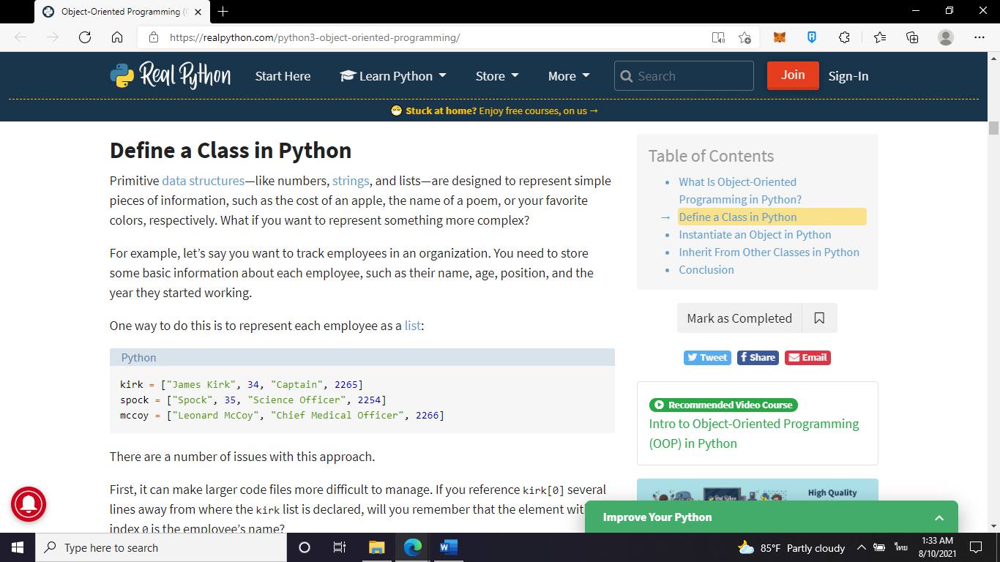 Object-Oriented Programming (
https://realpython.com/python3-object-oriented-programming/
Real Python
Start Here
Learn Python
Store
More
Search
Join
Sign-In
Stuck at home? Enjoy free courses, on us →
Define a Class in Python
Primitive data structures—like numbers, strings, and lists—are designed to represent simple
pieces of information, such as the cost of an apple, the name of a poem, or your favorite
colors, respectively. What if you want to represent something more complex?
For example, let’s say you want to track employees in an organization. You need to store
some basic information about each employee, such as their name, age, position, and the
year they started working.
One way to do this is to represent each employee as a list:
Python
kirk = ["James Kirk", 34, "Captain", 2265]
spock = ["Spock", 35, "Science Officer", 2254]
mccoy = ["Leonard McCoy", "Chief Medical Officer", 2266]
There are a number of issues with this approach.
First, it can make larger code files more difficult to manage. If you reference kirk[0] several
lines away from where the kirk list is declared, will you remember that the element wit
index 0 is the employee’s name?
Table of Contents
What Is Object-Oriented
Programming in Python?
→ Define a Class in Python
Instantiate an Object in Python
Inherit From Other Classes in Python
Conclusion
Mark as Completed
Tweet
Share
Email
Recommended Video Course
Intro to Object-Oriented Programming
(OOP) in Python
Real Python
High Quality
Improve Your Python
Type here to search
85°F Partly cloudy
ไทย
1:33 AM
8/10/2021